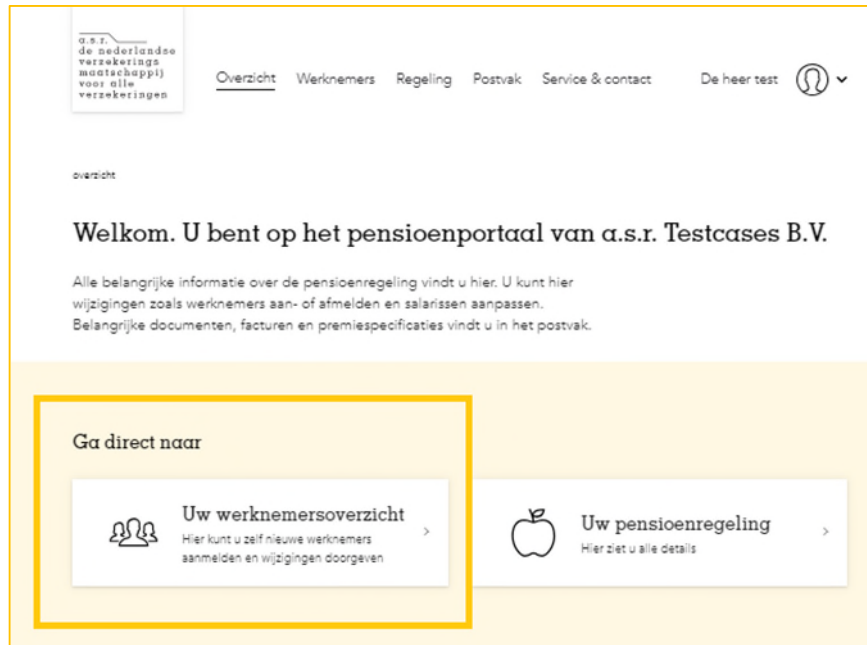 a.s.r.
de nederlandse
verzekerings
maatschappij
voor alle
verzekeringen
Overzicht Werknemers Regeling Postvak Service & contact De heer test
overzicht
Welkom. U bent op het pensioenportaal van a.s.r. Testcases B.V.
Alle belangrijke informatie over de pensioenregeling vindt u hier. U kunt hier
wijzigingen zoals werknemers aan- of afmelden en salarissen aanpassen.
Belangrijke documenten, facturen en premiespecificaties vindt u in het postvak.
Ga direct naar
Uw werknemersoverzicht
Hier kunt u zelf nieuwe werknemers
aanmelden en wijzigingen doorgeven
Uw pensioenregeling
Hier ziet u alle details